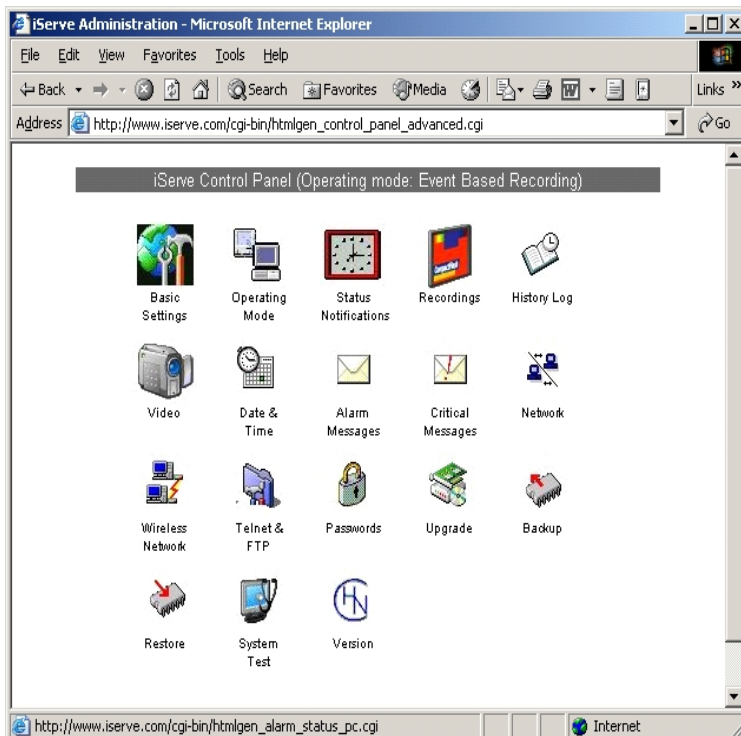 iServe Administration - Microsoft Internet Explorer
File Edit View Favorites Tools Help
Back Search Favorites Media Links »
Address http://www.iserve.com/cgi-bin/htmlgen_control_panel_advanced.cgi Go
iServe Control Panel (Operating mode: Event Based Recording)
Basic Settings
Operating Mode
Status Notifications
Recordings
History Log
Video
Date & Time
Alarm Messages
Critical Messages
Network
Wireless Network
Telnet & FTP
Passwords
Upgrade
Backup
Restore
System Test
HN
Version
http://www.iserve.com/cgi-bin/htmlgen_alarm_status_pc.cgi Internet